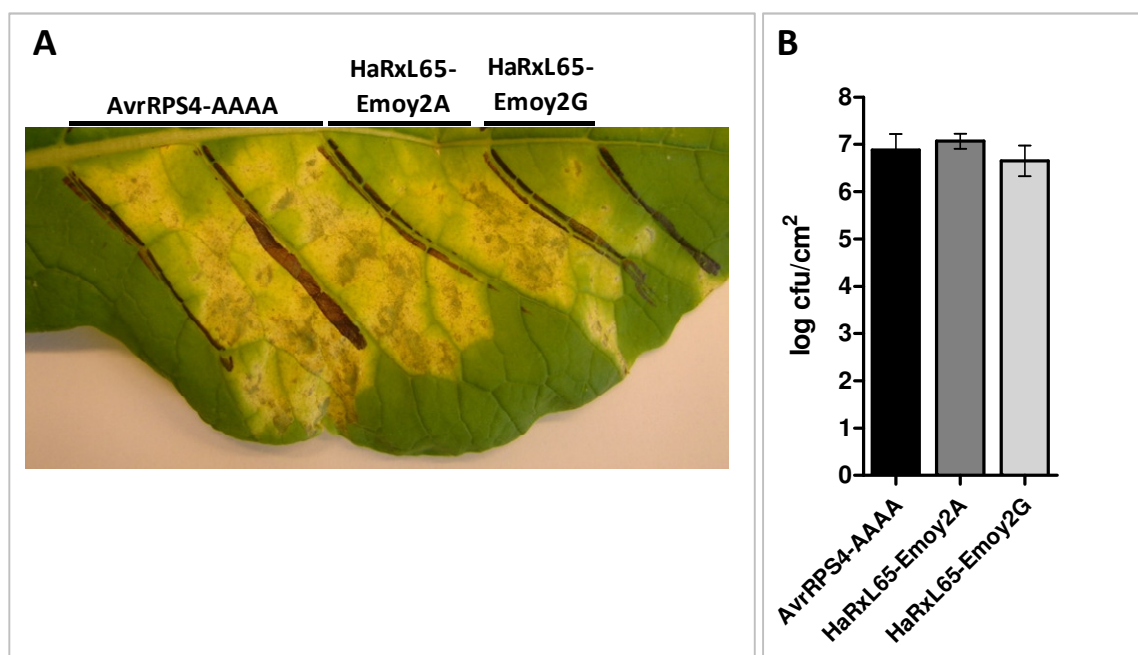 A
AvrRPS4-AAAA
HaRxL65-
Emoy2A
HaRxL65-
Emoy2G
B
log cfu/cm²
8
7
6
5
4
3
2
1
0
AvrRPS4-AAAA
HaRxL65-Emoy2A
HaRxL65-Emoy2G